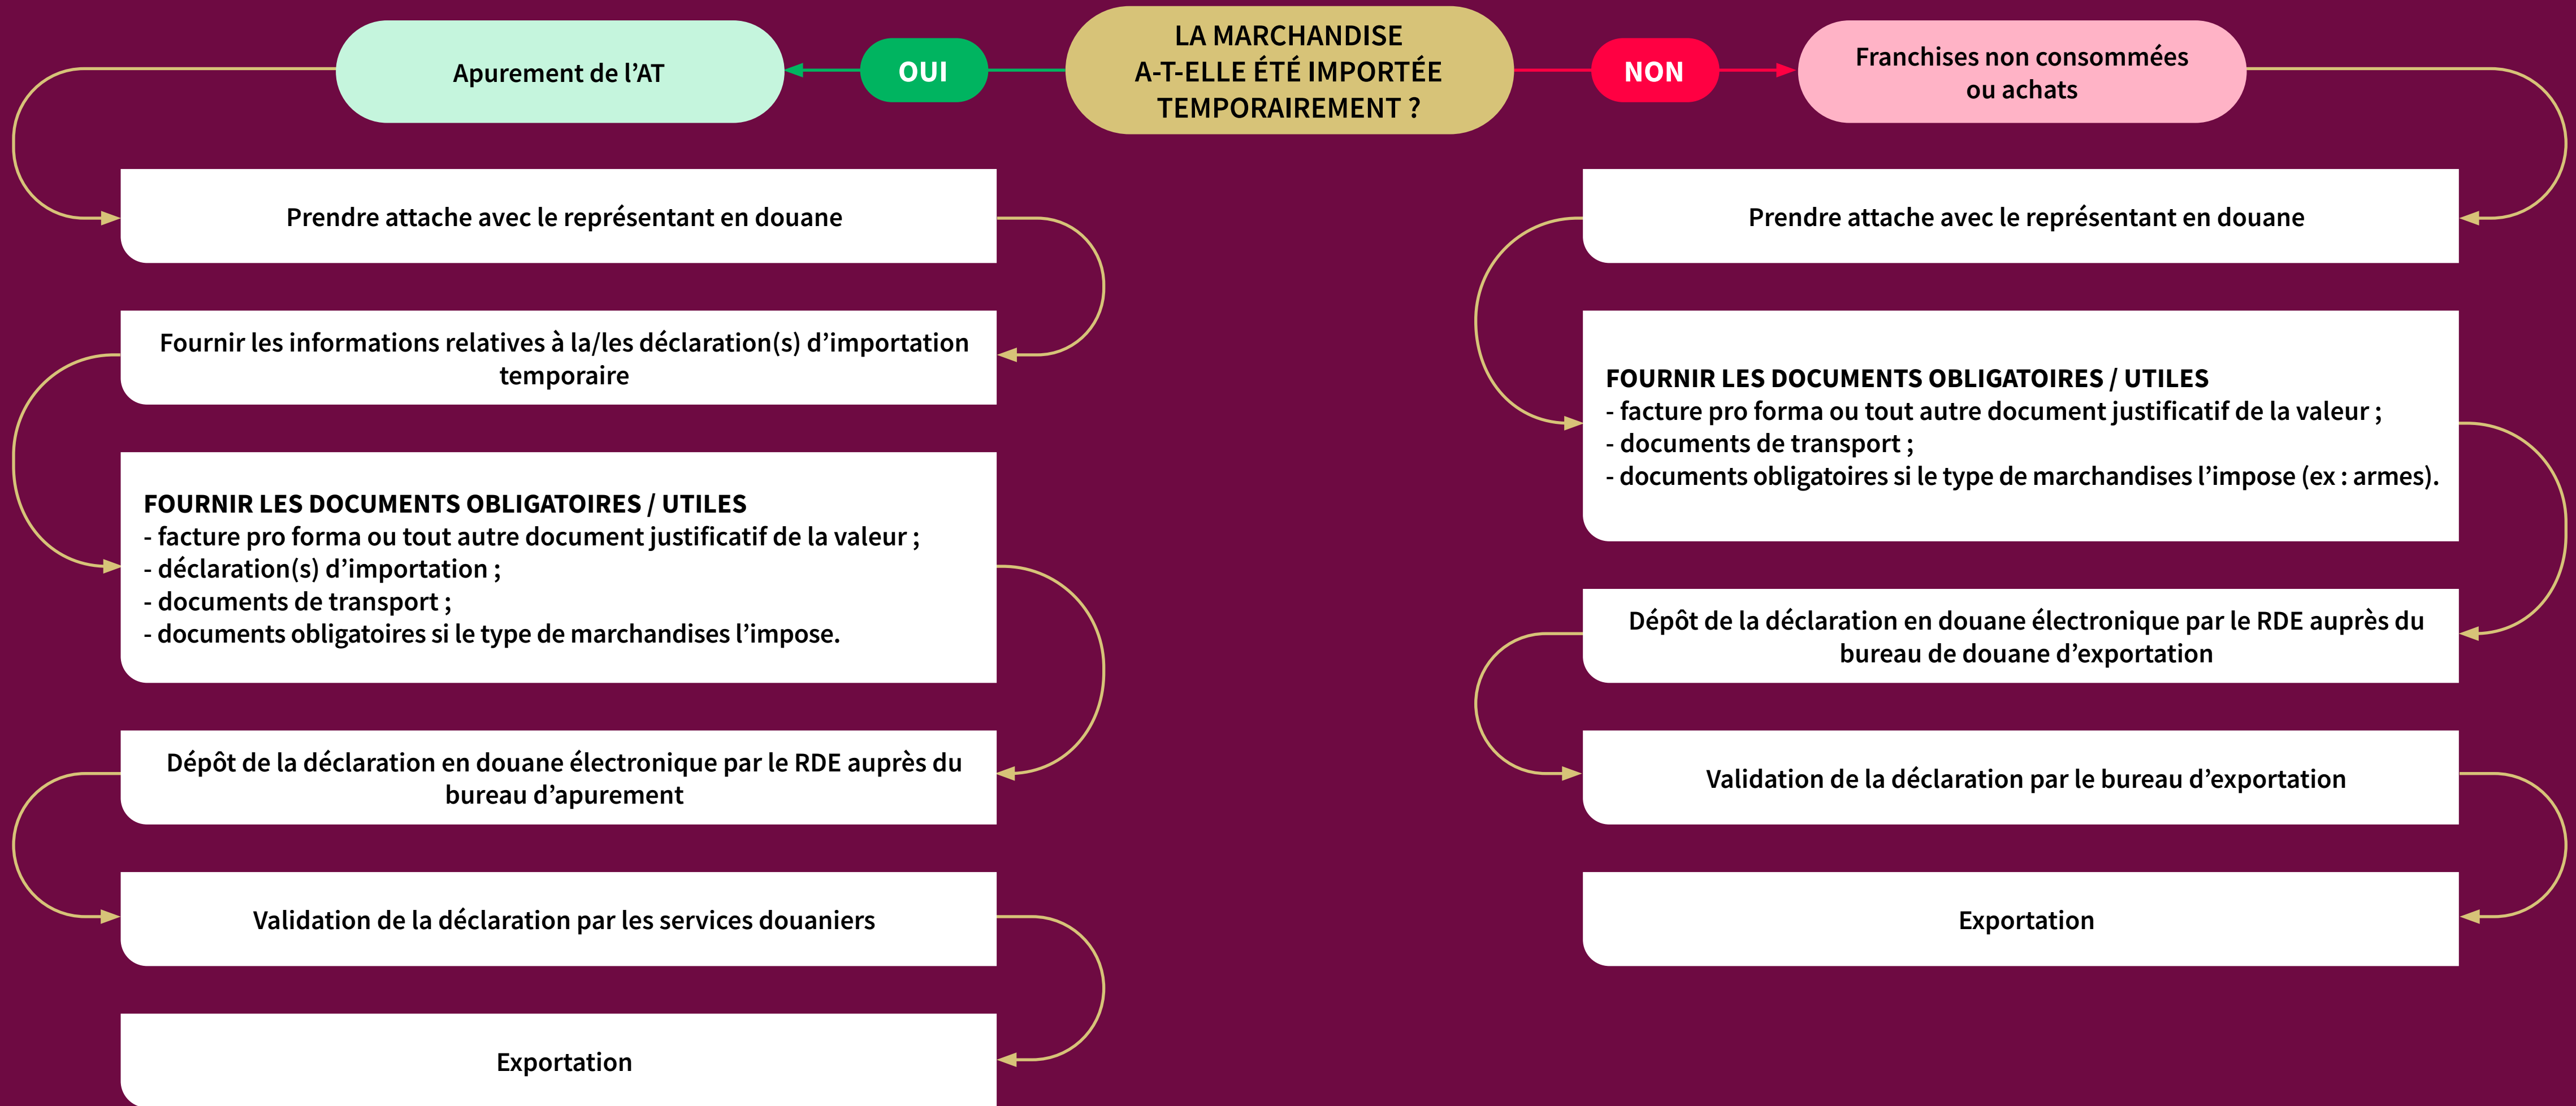 LA MARCHANDISE
A-T-ELLE ÉTÉ IMPORTÉE
TEMPORAIREMENT ?
OUI
Apurement de l’AT
Prendre attache avec le représentant en douane
Fournir les informations relatives à la/les déclaration(s) d’importation
temporaire
FOURNIR LES DOCUMENTS OBLIGATOIRES / UTILES
- facture pro forma ou tout autre document justificatif de la valeur ;
- déclaration(s) d’importation ;
- documents de transport ;
- documents obligatoires si le type de marchandises l’impose.
Dépôt de la déclaration en douane électronique par le RDE auprès du
bureau d’apurement
Validation de la déclaration par les services douaniers
Exportation
NON
Franchises non consommées
ou achats
Prendre attache avec le représentant en douane
FOURNIR LES DOCUMENTS OBLIGATOIRES / UTILES
- facture pro forma ou tout autre document justificatif de la valeur ;
- documents de transport ;
- documents obligatoires si le type de marchandises l’impose (ex : armes).
Dépôt de la déclaration en douane électronique par le RDE auprès du
bureau de douane d’exportation
Validation de la déclaration par le bureau d’exportation
Exportation